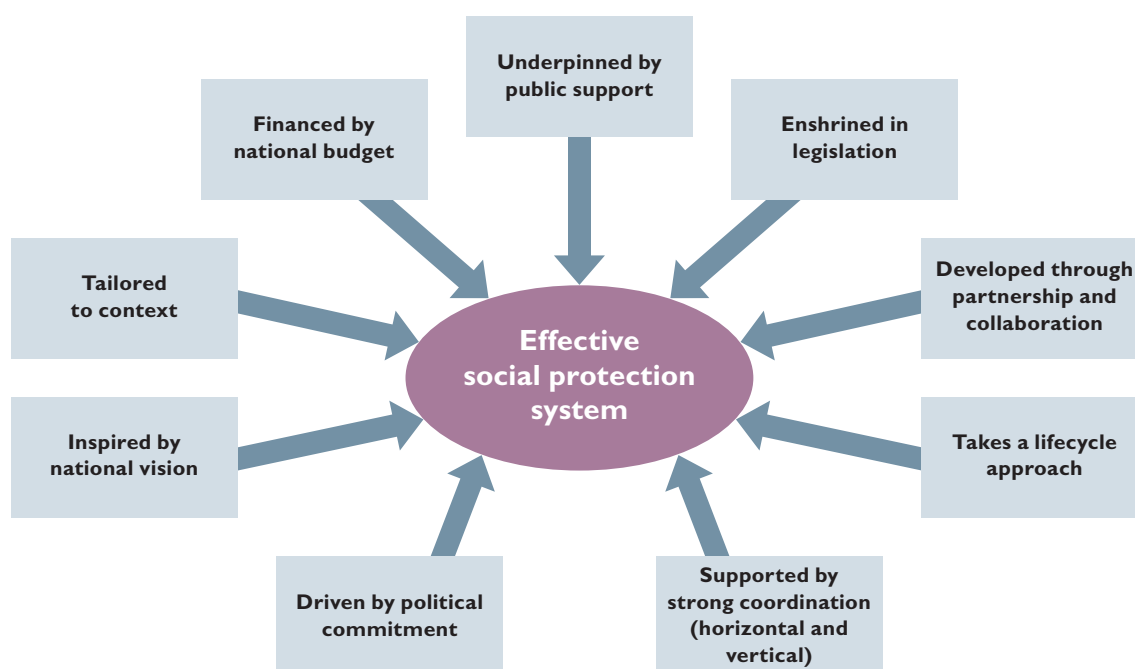 Underpinned by
public support
Financed by
national budget
Enshrined in
legislation
Tailored
to context
Developed through
partnership and
collaboration
Effective
social protection
system
Inspired by
national vision
Takes a lifecycle
approach
Driven by political
commitment
Supported by
strong coordination
(horizontal and
vertical)